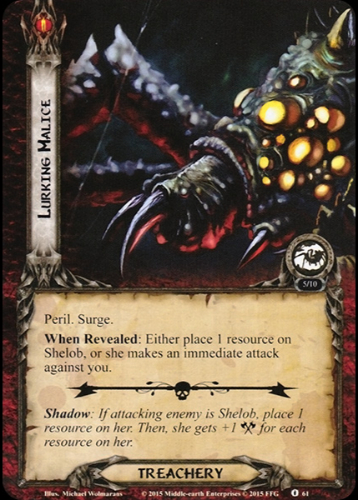 LURKING MALICE
5/10
Peril. Surge.
When Revealed: Either place 1 resource on
Shelob, or she makes an immediate attack
against you.
Shadow: If attacking enemy is Shelob, place 1
resource on her. Then, she gets +1 for each
resource on her.
TREACHERY
Illus. Michael Wolmarans
© 2015 Middle-earth Enterprises © 2015 FFG
61